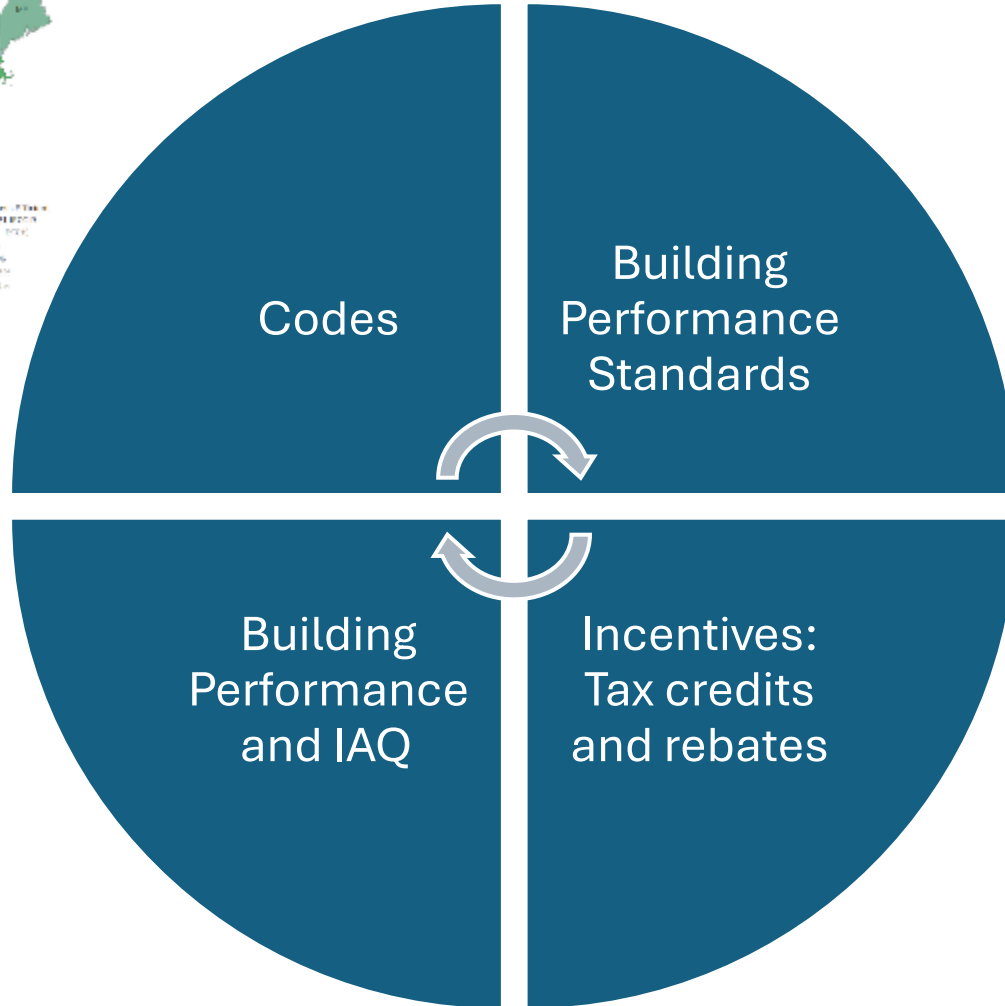 Codes
Building
Performance
Standards
Building
Performance
and IAQ
Incentives:
Tax credits
and rebates